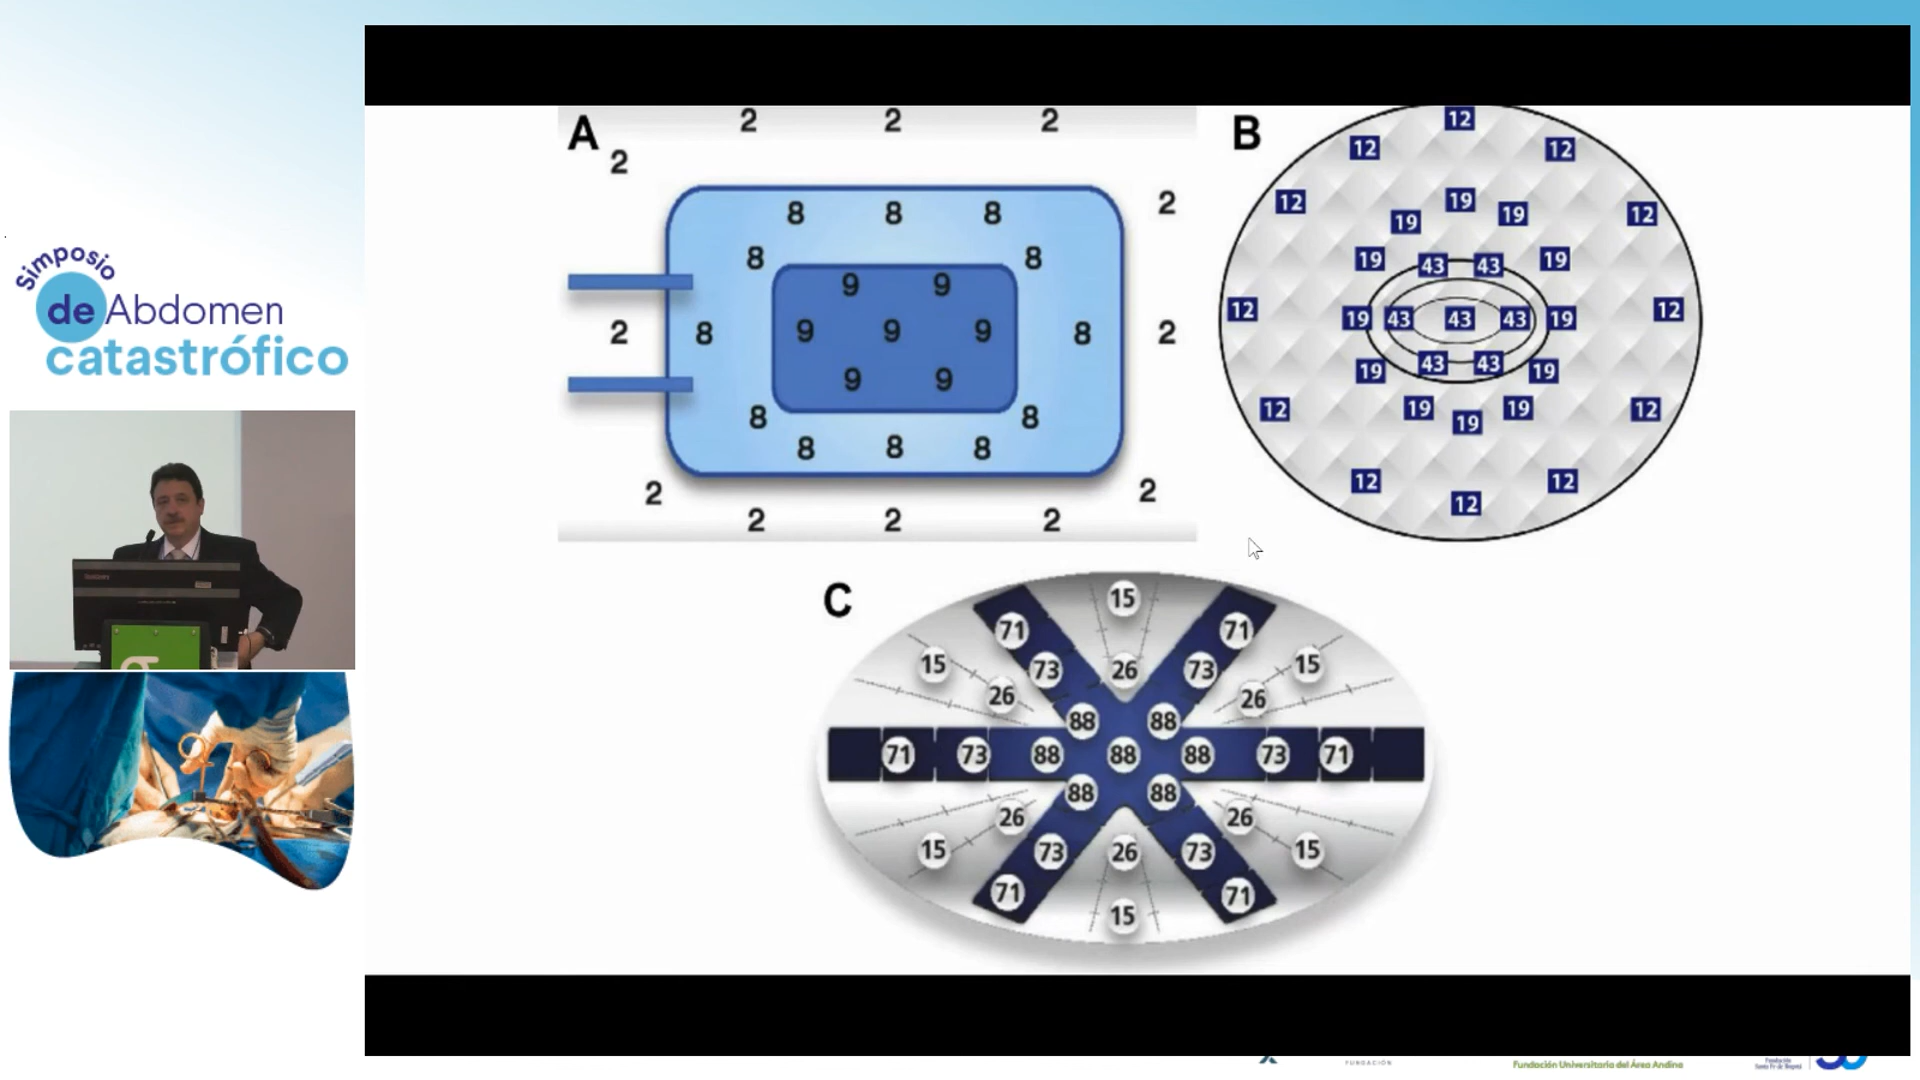 Simposio
de Abdomen
catastrófico
A
2 2 2
2
2
8 8 8
8 8
9 9
2 8 9 9 9 8 2
9 9
8 8
8 8 8
2 2
2 2 2
B
12
12 12
12 19 12
19 19
19 43 43 19
12 19 43 43 43 19 12
19 43 43 19
12 19 19 12
19
12 12
12
C
15
71 71
15 73 26 73 15
26 26
88 88
71 73 88 88 88 73 71
88 88
26 26
15 73 26 73 15
71 71
15
FUNDACIÓN
Fundación Universitaria del Área Andina